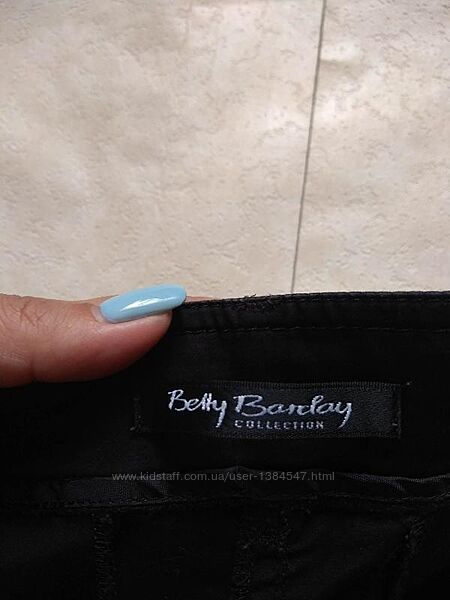 Betty Barclay
COLLECTION
www.kidstaff.com.ua/user-1384547.html